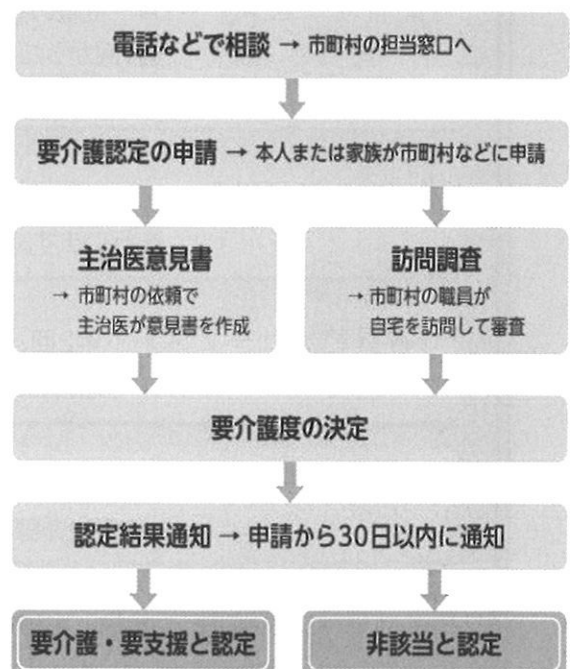 電話などで相談 → 市町村の担当窓口へ
要介護認定の申請 → 本人または家族が市町村などに申請
主治医意見書
→ 市町村の依頼で
主治医が意見書を作成
訪問調査
→ 市町村の職員が
自宅を訪問して審査
要介護度の決定
認定結果通知 → 申請から30日以内に通知
要介護・要支援と認定
非該当と認定